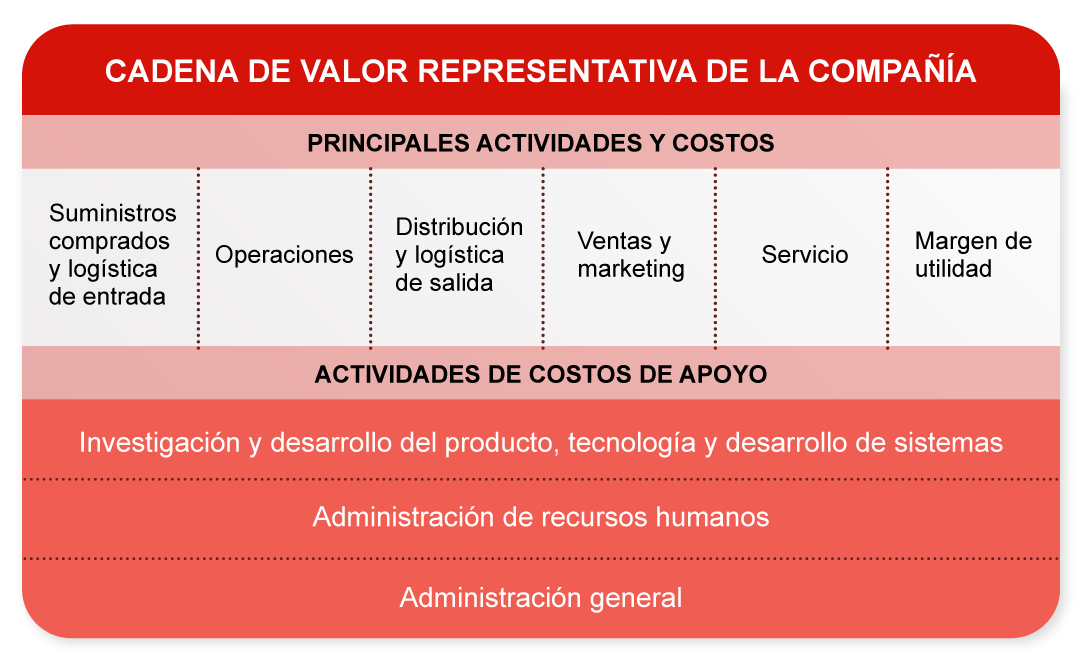 CADENA DE VALOR REPRESENTATIVA DE LA COMPAÑÍA
PRINCIPALES ACTIVIDADES Y COSTOS
Suministros
comprados
y logística
de entrada
Operaciones
Distribución
y logística
de salida
Ventas y
marketing
Servicio
Margen de
utilidad
ACTIVIDADES DE COSTOS DE APOYO
Investigación y desarrollo del producto, tecnología y desarrollo de sistemas
Administración de recursos humanos
Administración general